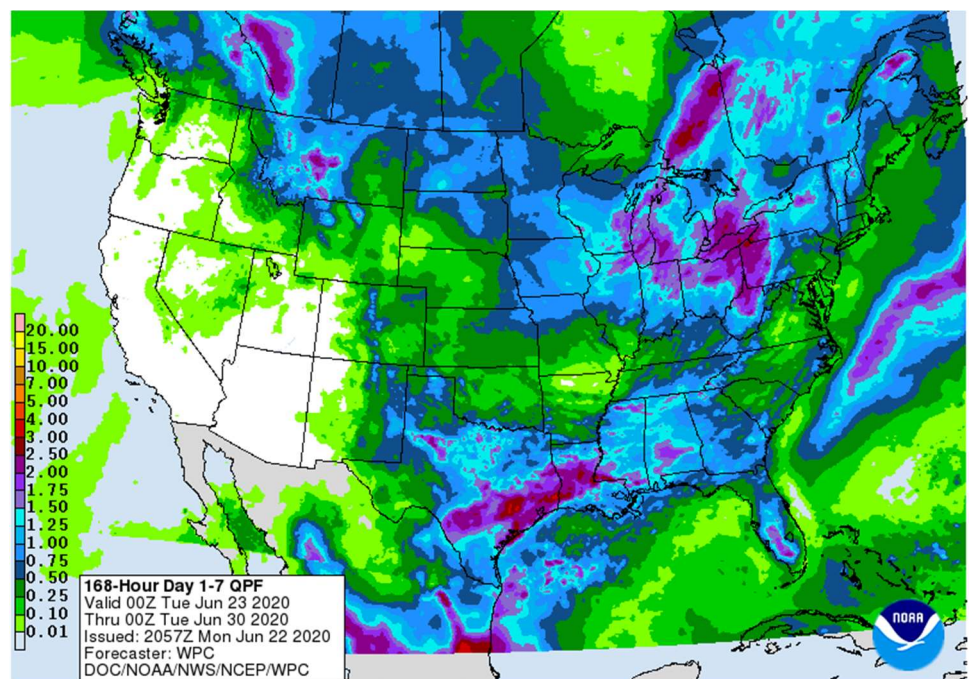 20.00
15.00
10.00
7.00
5.00
4.00
3.00
2.50
2.00
1.75
1.50
1.25
1.00
0.75
0.50
0.25
0.10
0.01
168-Hour Day 1-7 QPF
Valid 00Z Tue Jun 23 2020
Thru 00Z Tue Jun 30 2020
Issued: 2057Z Mon Jun 22 2020
Forecaster: WPC
DOC/NOAA/NWS/NCEP/WPC
NOAA